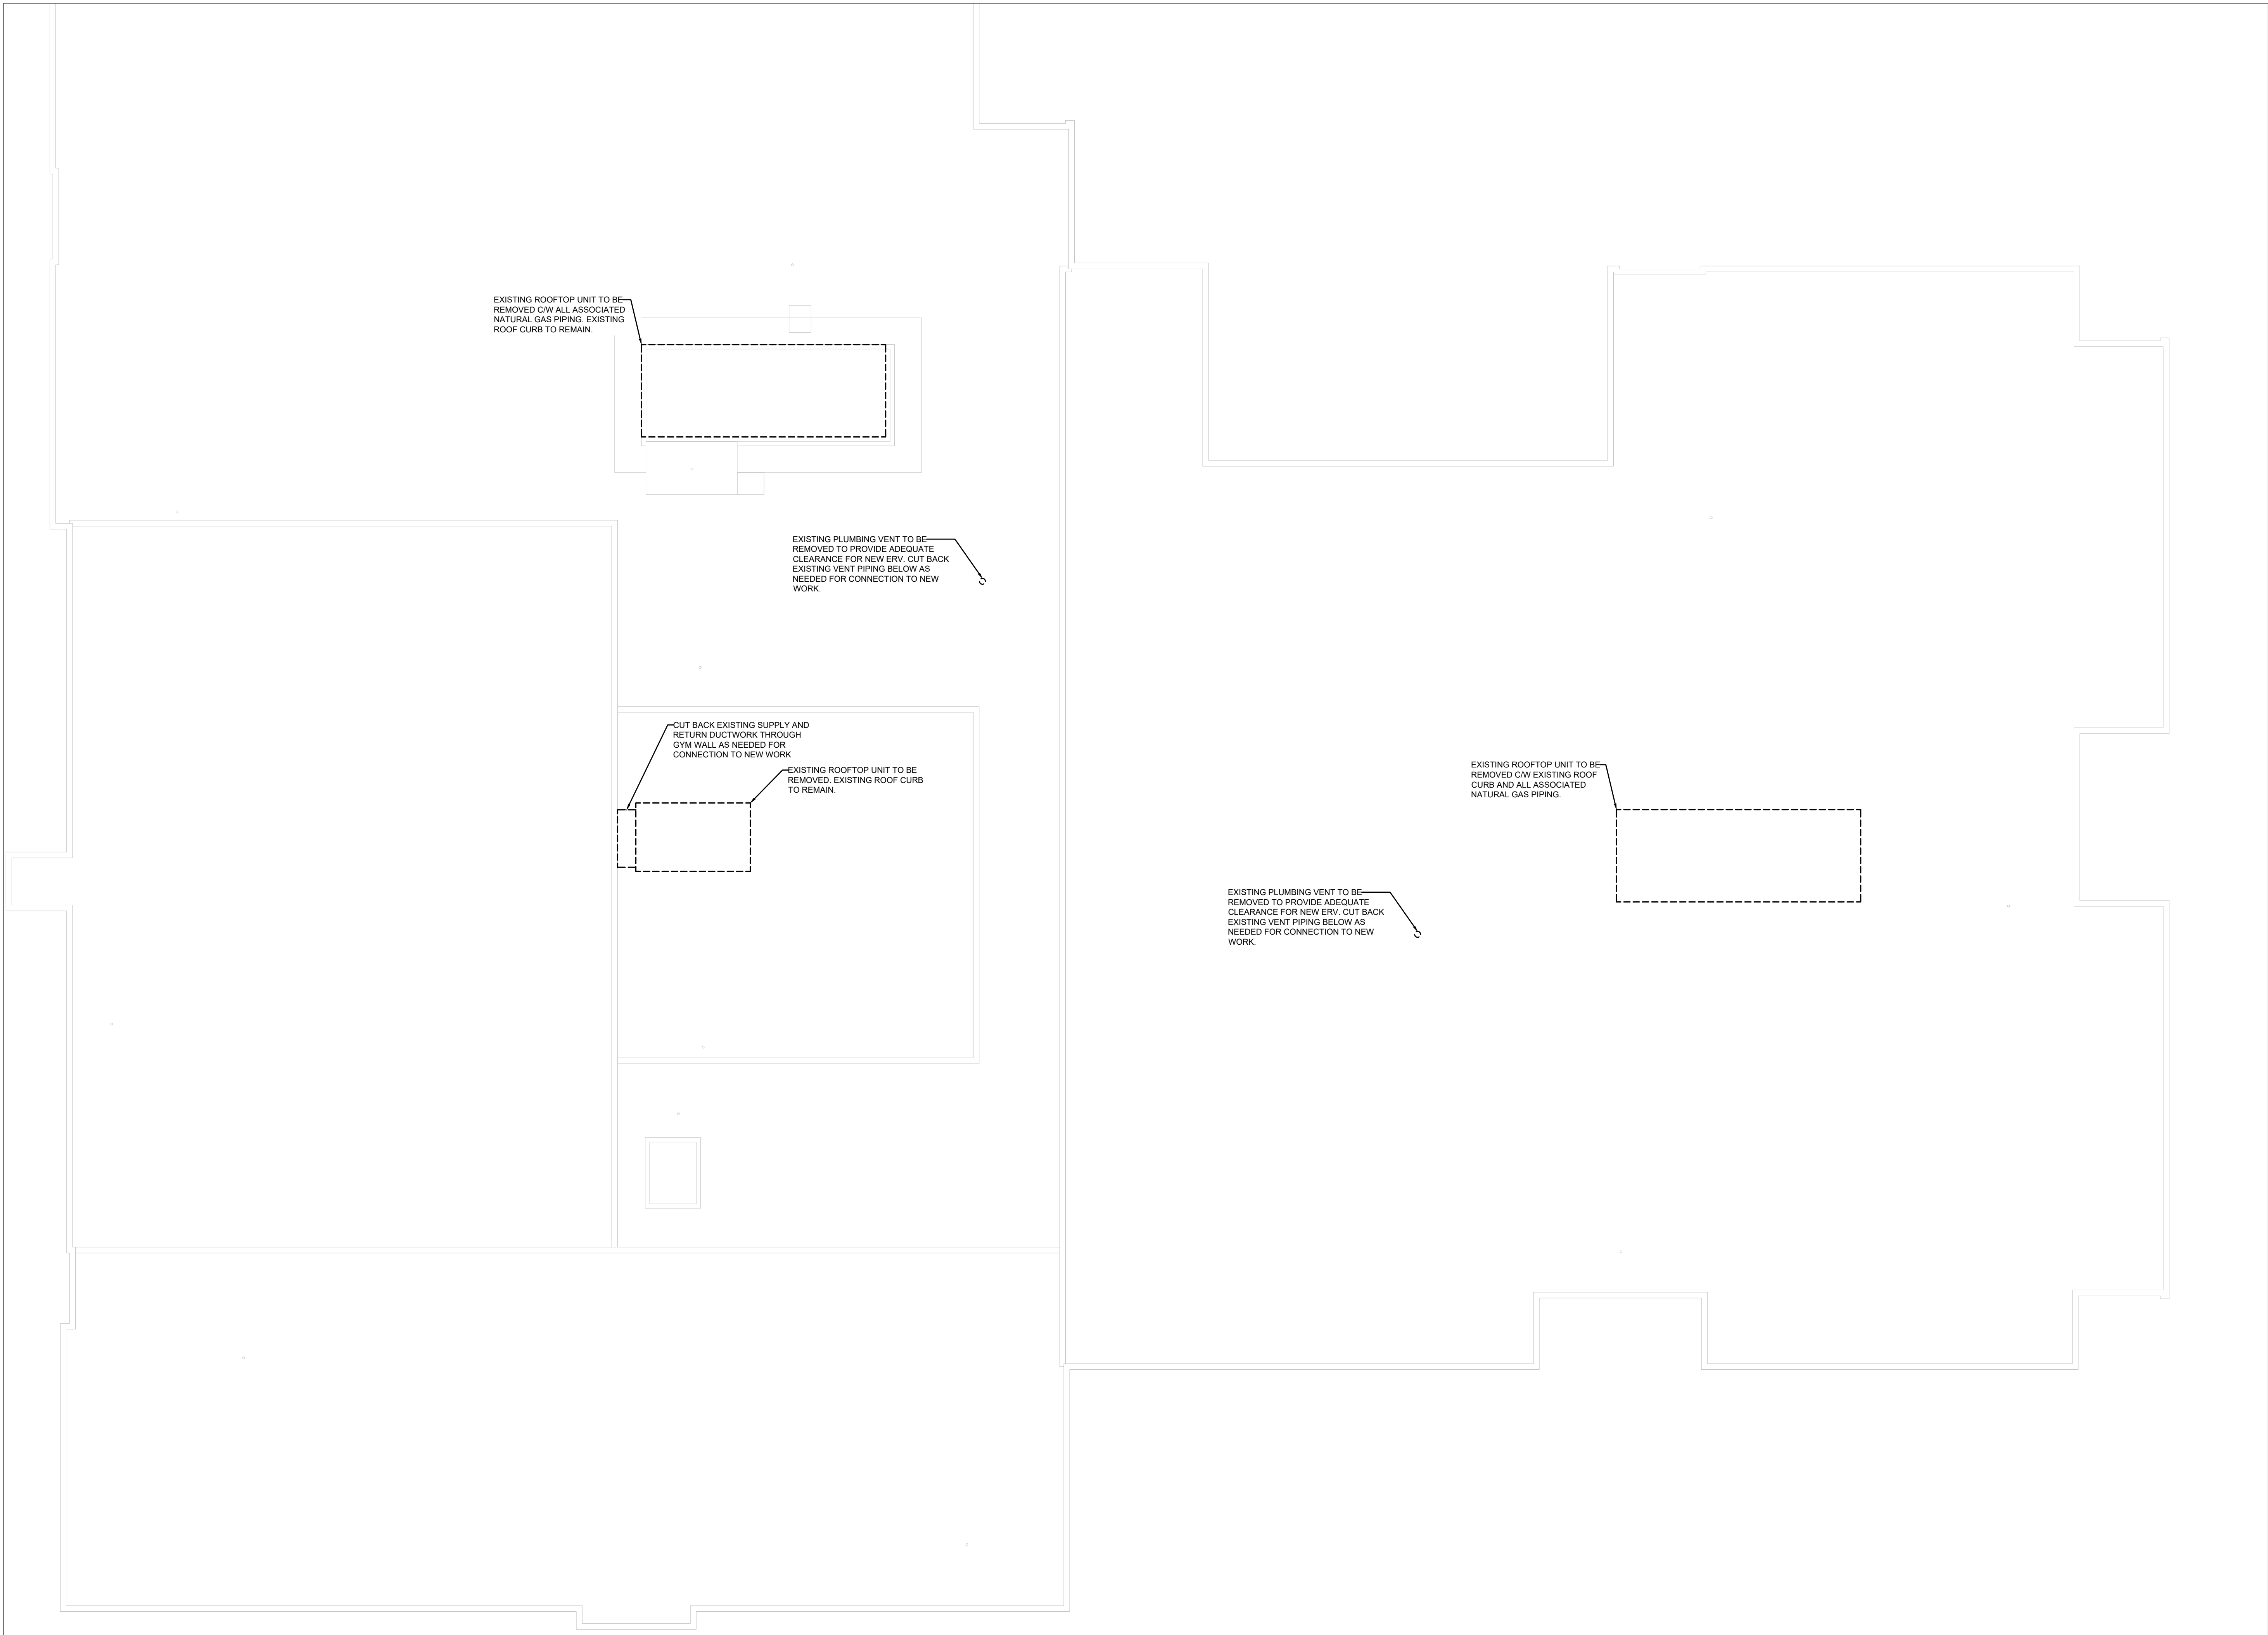 EXISTING ROOFTOP UNIT TO BE
REMOVED C/W ALL ASSOCIATED
NATURAL GAS PIPING. EXISTING
ROOF CURB TO REMAIN.
EXISTING PLUMBING VENT TO BE
REMOVED TO PROVIDE ADEQUATE
CLEARANCE FOR NEW ERV. CUT BACK
EXISTING VENT PIPING BELOW AS
NEEDED FOR CONNECTION TO NEW
WORK.
CUT BACK EXISTING SUPPLY AND
RETURN DUCTWORK THROUGH
GYM WALL AS NEEDED FOR
CONNECTION TO NEW WORK
EXISTING ROOFTOP UNIT TO BE
REMOVED. EXISTING ROOF CURB
TO REMAIN.
EXISTING ROOFTOP UNIT TO BE
REMOVED C/W EXISTING ROOF
CURB AND ALL ASSOCIATED
NATURAL GAS PIPING.
EXISTING PLUMBING VENT TO BE
REMOVED TO PROVIDE ADEQUATE
CLEARANCE FOR NEW ERV. CUT BACK
EXISTING VENT PIPING BELOW AS
NEEDED FOR CONNECTION TO NEW
WORK.